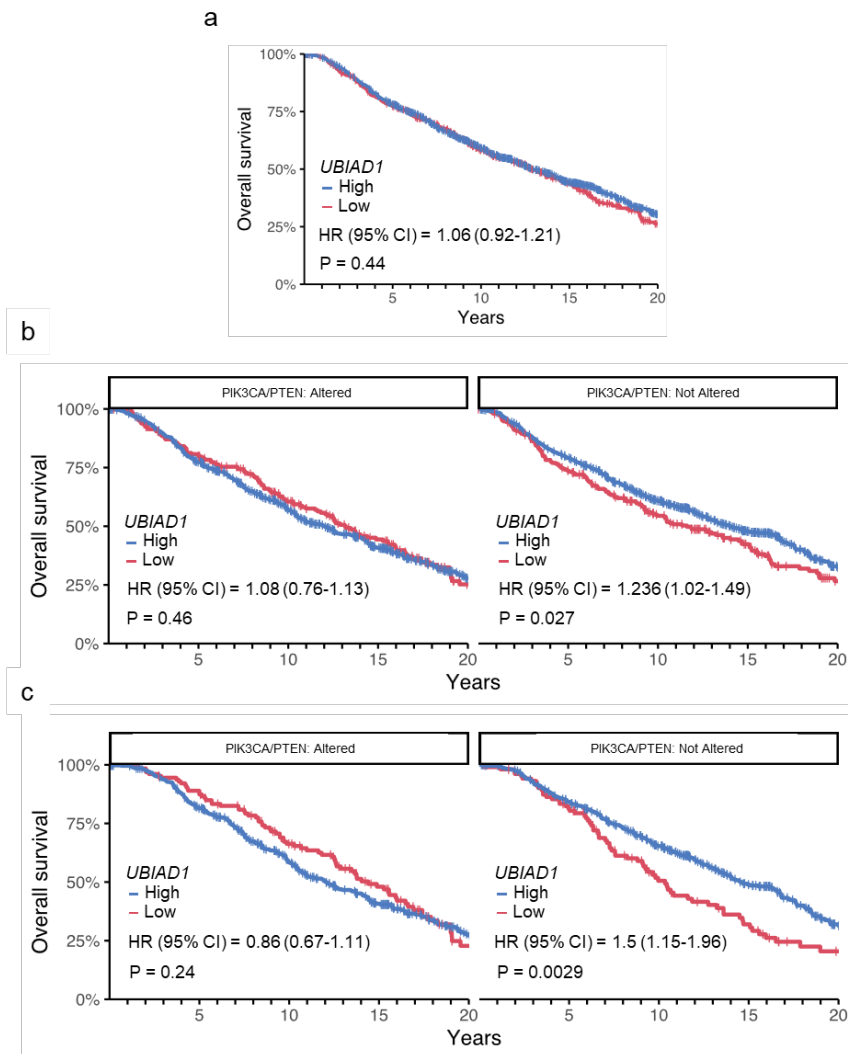 a
100%
75%
50%
25%
0%
Overall survival
UBIAD1
High
Low
HR (95% CI) = 1.06 (0.92-1.21)
P = 0.44
5 10 15 20
Years
b
PIK3CA/PTEN: Altered
PIK3CA/PTEN: Not Altered
100%
75%
50%
25%
0%
Overall survival
UBIAD1
High
Low
HR (95% CI) = 1.08 (0.76-1.13)
P = 0.46
UBIAD1
High
Low
HR (95% CI) = 1.236 (1.02-1.49)
P = 0.027
5 10 15 20 5 10 15 20
Years
c
PIK3CA/PTEN: Altered
PIK3CA/PTEN: Not Altered
100%
75%
50%
25%
0%
Overall survival
UBIAD1
High
Low
HR (95% CI) = 0.86 (0.67-1.11)
P = 0.24
UBIAD1
High
Low
HR (95% CI) = 1.5 (1.15-1.96)
P = 0.0029
5 10 15 20 5 10 15 20
Years